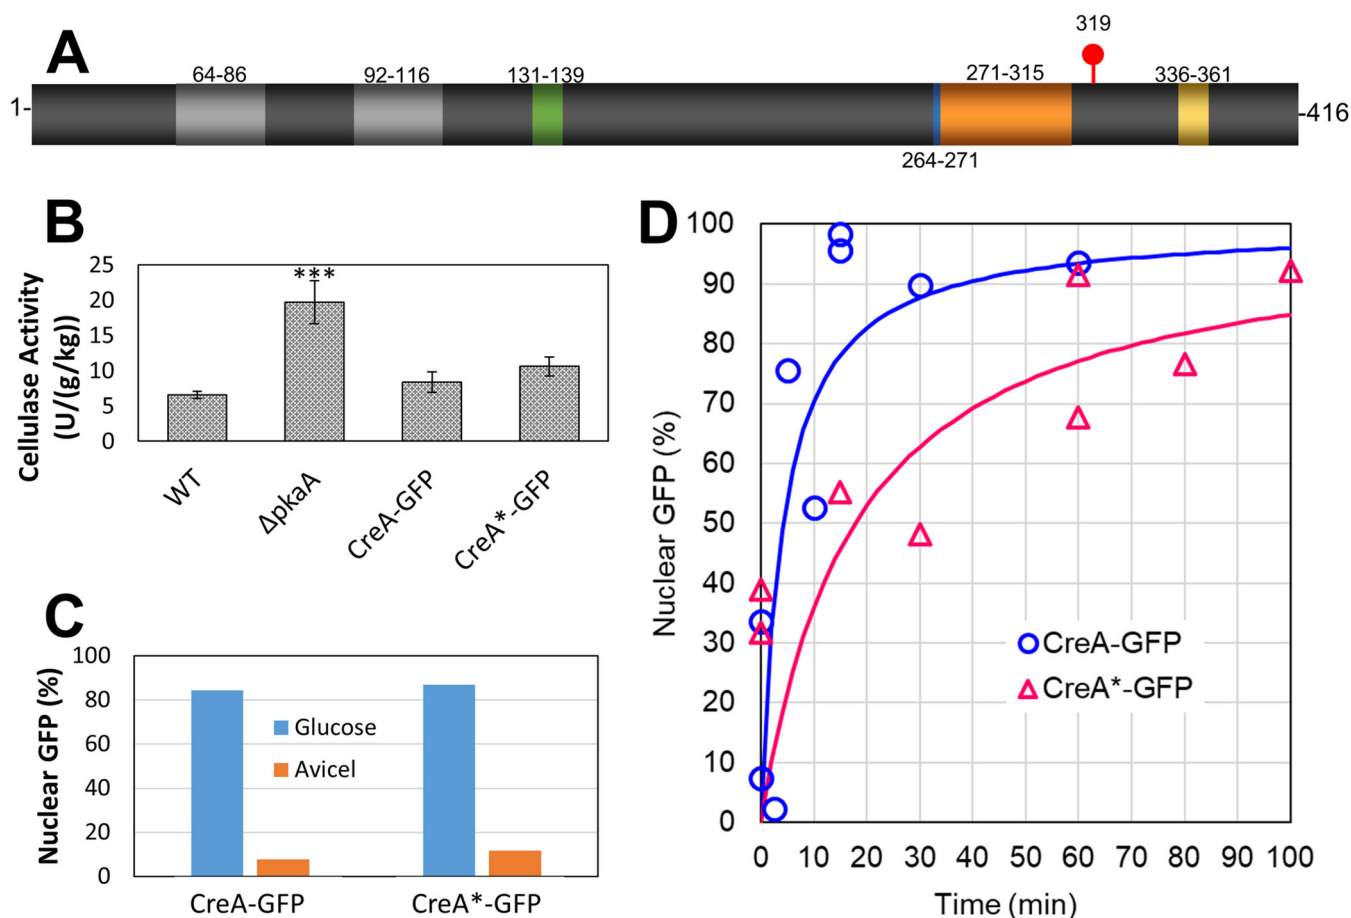 A
319
64-86
92-116
131-139
271-315
336-361
1-
-416
264-271
B
Cellulase Activity
(U/(g/kg))
25
20
15
10
5
0
***
WT
ΔpkaA
CreA-GFP
CreA*-GFP
C
Nuclear GFP (%)
100
80
60
40
20
0
Glucose
Avicel
CreA-GFP
CreA*-GFP
D
Nuclear GFP (%)
100
90
80
70
60
50
40
30
20
10
0
CreA-GFP
CreA*-GFP
0 10 20 30 40 50 60 70 80 90 100
Time (min)